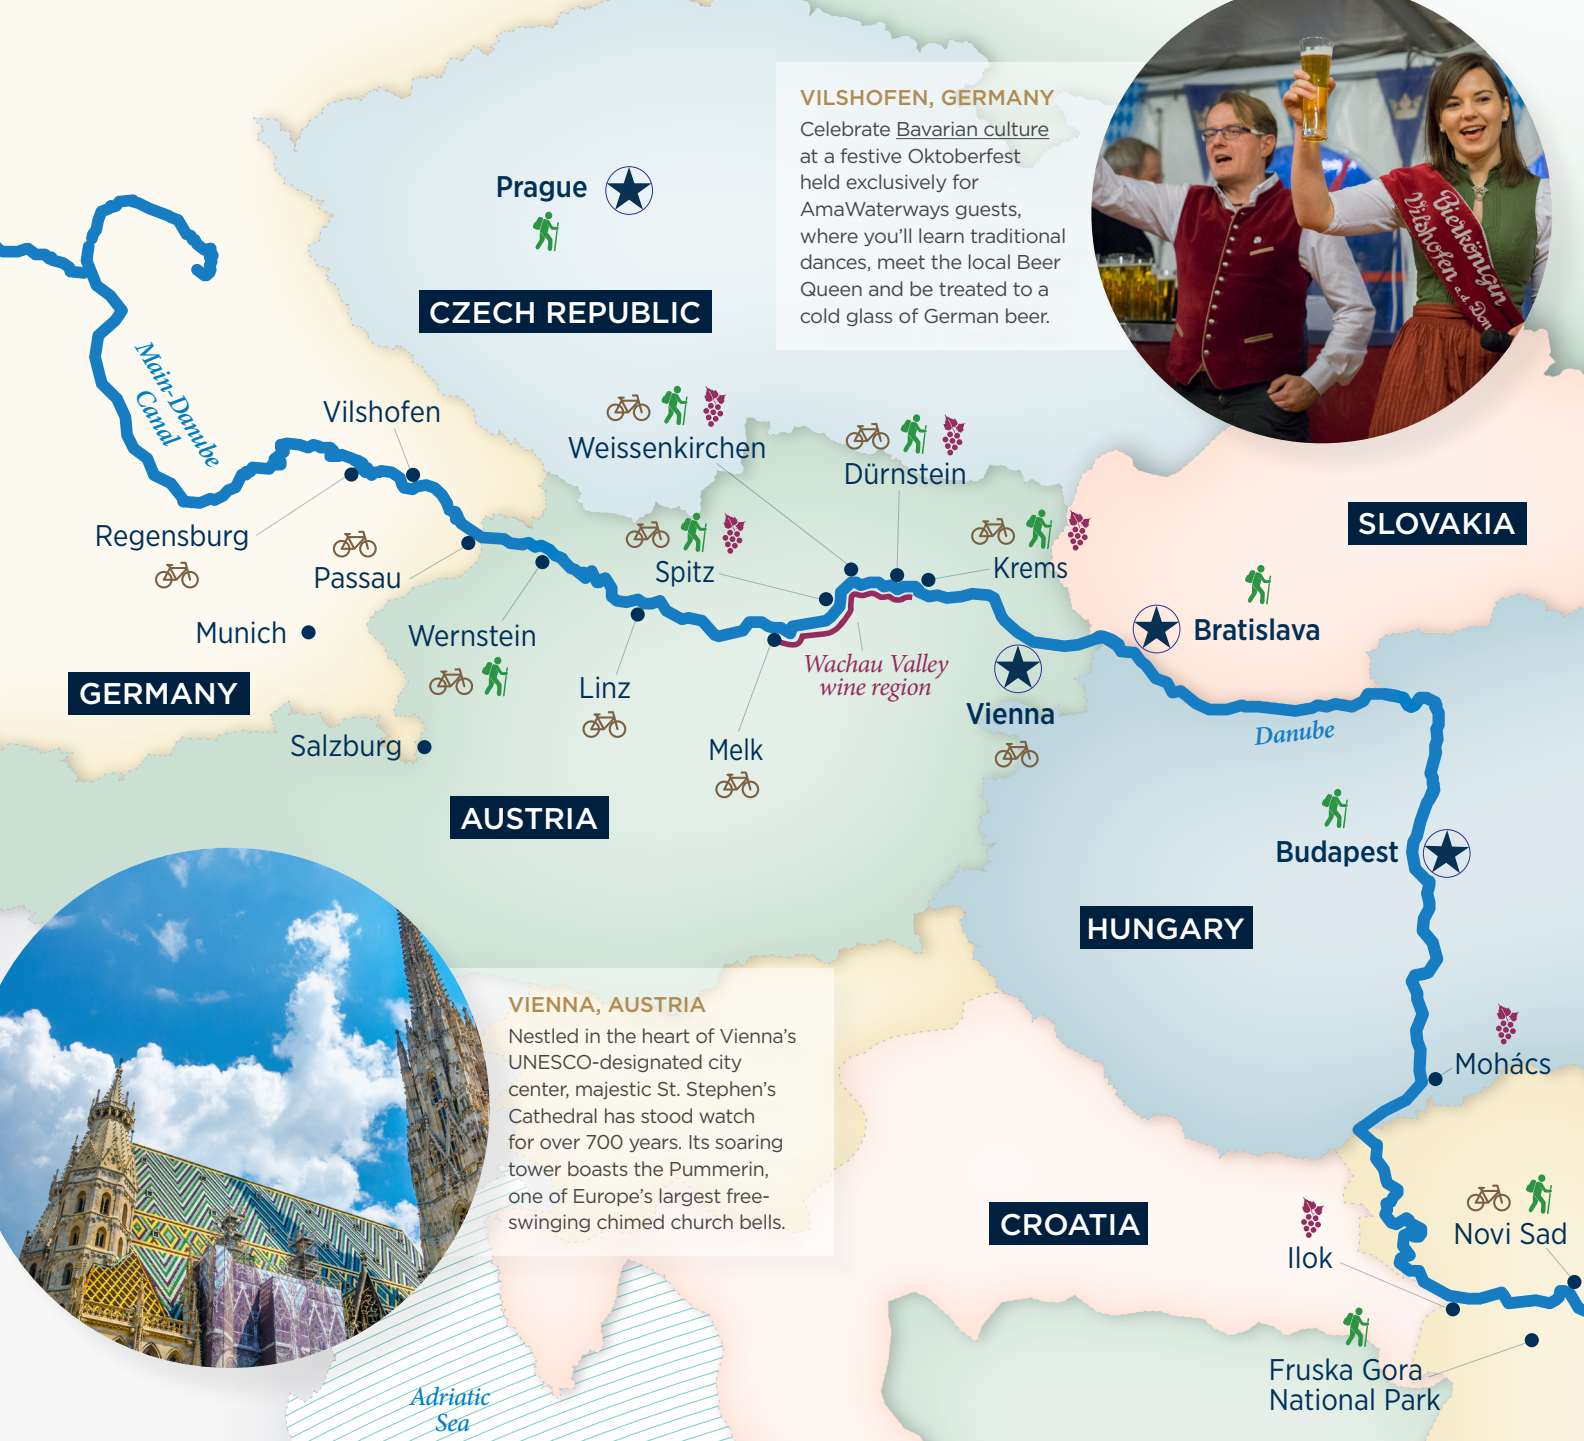 VILSHOFEN, GERMANY
Celebrate Bavarian culture
at a festive Oktoberfest
held exclusively for
AmaWaterways guests,
where you’ll learn traditional
dances, meet the local Beer
Queen and be treated to a
cold glass of German beer.
Bierkönigin
Vilshofen a.d. Don
Prague
CZECH REPUBLIC
Main-Danube
Canal
Vilshofen
Weissenkirchen
Dürnstein
Regensburg
Passau
Spitz
Krems
SLOVAKIA
Munich
Wernstein
Bratislava
GERMANY
Linz
Wachau Valley
wine region
Vienna
Salzburg
Melk
Danube
AUSTRIA
Budapest
HUNGARY
VIENNA, AUSTRIA
Nestled in the heart of Vienna’s
UNESCO-designated city
center, majestic St. Stephen’s
Cathedral has stood watch
for over 700 years. Its soaring
tower boasts the Pummerin,
one of Europe’s largest free-
swinging chimed church bells.
Mohács
CROATIA
Ilok
Novi Sad
Fruska Gora
National Park
Adriatic
Sea